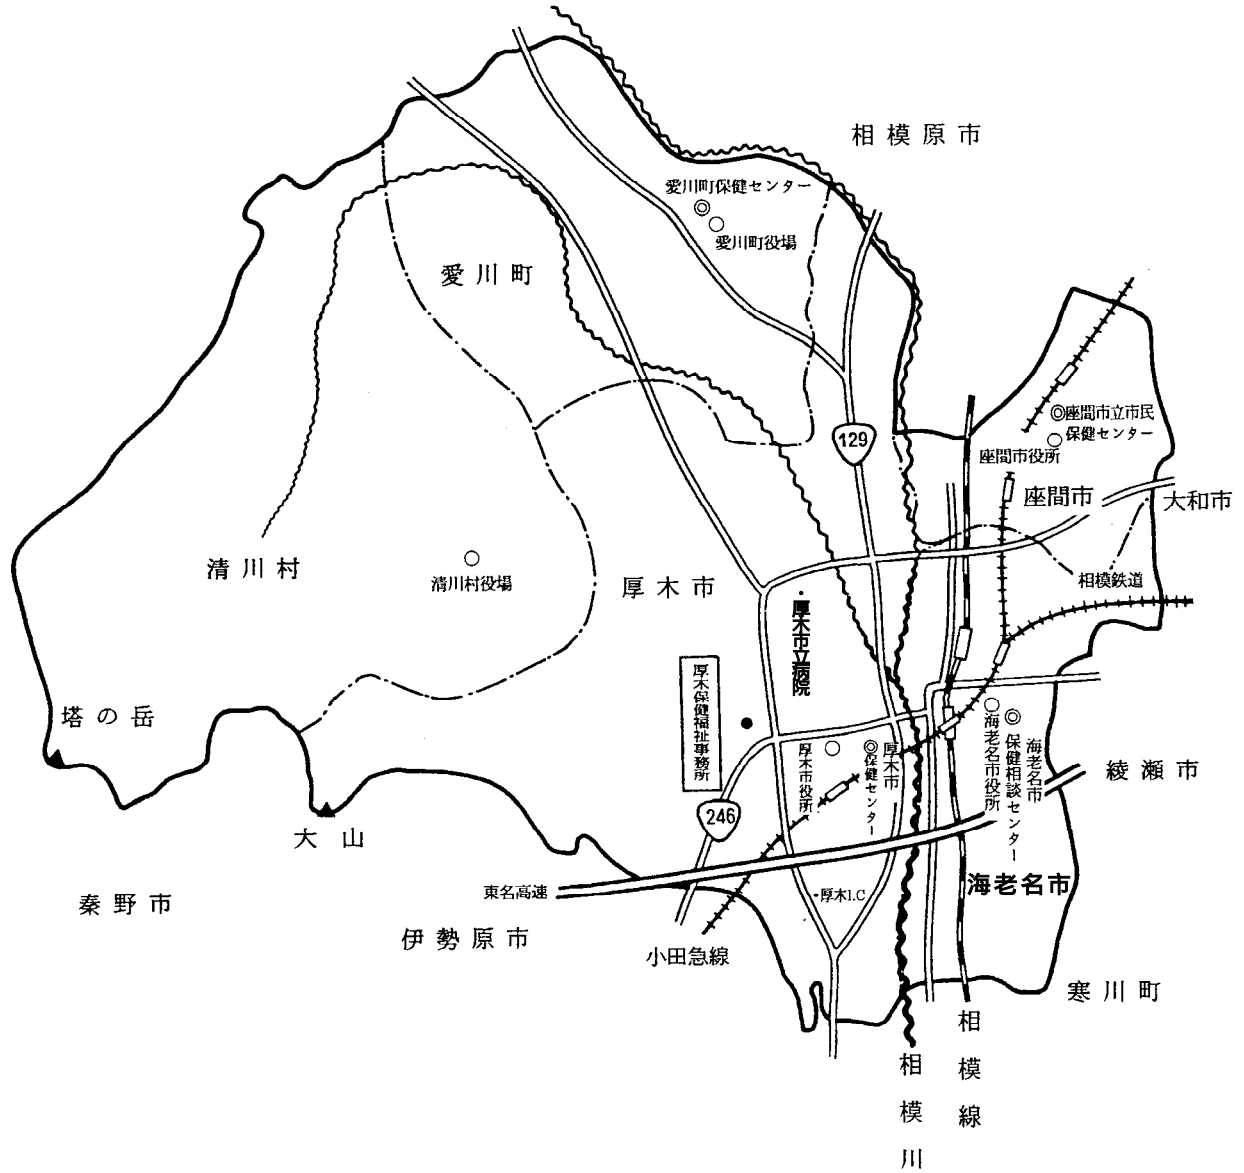 相模原市
愛川町保健センター
愛川町役場
愛川町
129
座間市立市民
保健センター
座間市役所
座間市
大和市
清川村
清川村役場
厚木市
相模鉄道
厚木市立病院
厚木保健福祉事務所
塔の岳
大山
246
厚木市役所
厚木市
保健センター
海老名市役所
海老名市
保健相談センター
綾瀬市
海老名市
秦野市
伊勢原市
東名高速
厚木I.C
小田急線
寒川町
相模線
相模川